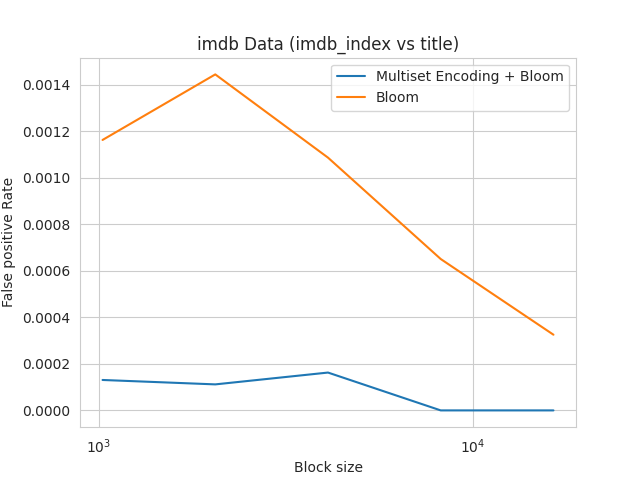 imdb Data (imdb_index vs title)
Multiset Encoding + Bloom
Bloom
False positive Rate
0.0014
0.0012
0.0010
0.0008
0.0006
0.0004
0.0002
0.0000
10³
10⁴
Block size